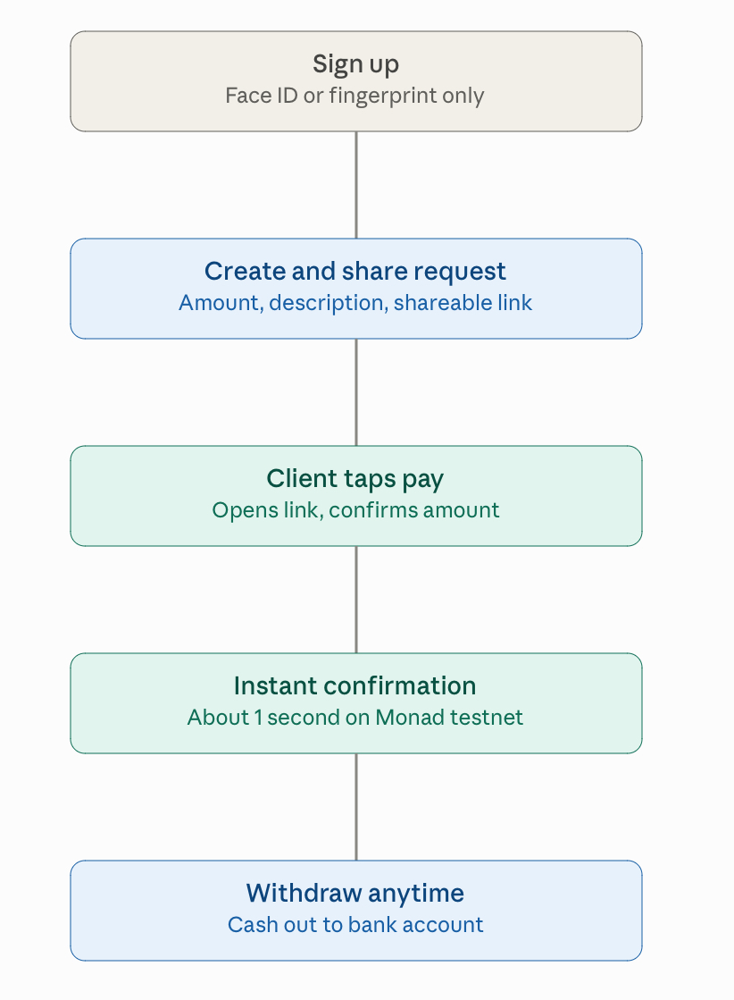 Sign up
Face ID or fingerprint only
Create and share request
Amount, description, shareable link
Client taps pay
Opens link, confirms amount
Instant confirmation
About 1 second on Monad testnet
Withdraw anytime
Cash out to bank account